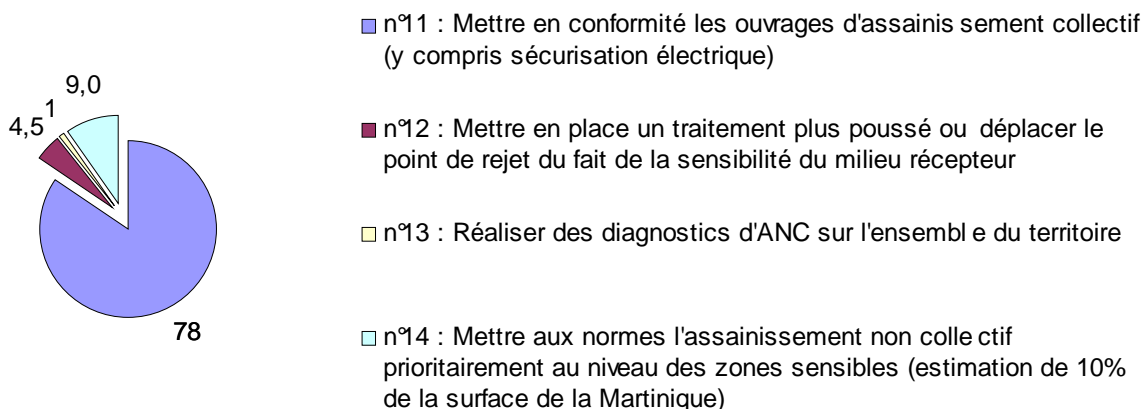 n°11 : Mettre en conformité les ouvrages d'assainis sement collectif
(y compris sécurisation électrique)
9,0
1
4,5
n°12 : Mettre en place un traitement plus poussé ou déplacer le
point de rejet du fait de la sensibilité du milieu récepteur
n°13 : Réaliser des diagnostics d'ANC sur l'ensembl e du territoire
78
n°14 : Mettre aux normes l'assainissement non colle ctif
prioritairement au niveau des zones sensibles (estimation de 10%
de la surface de la Martinique)